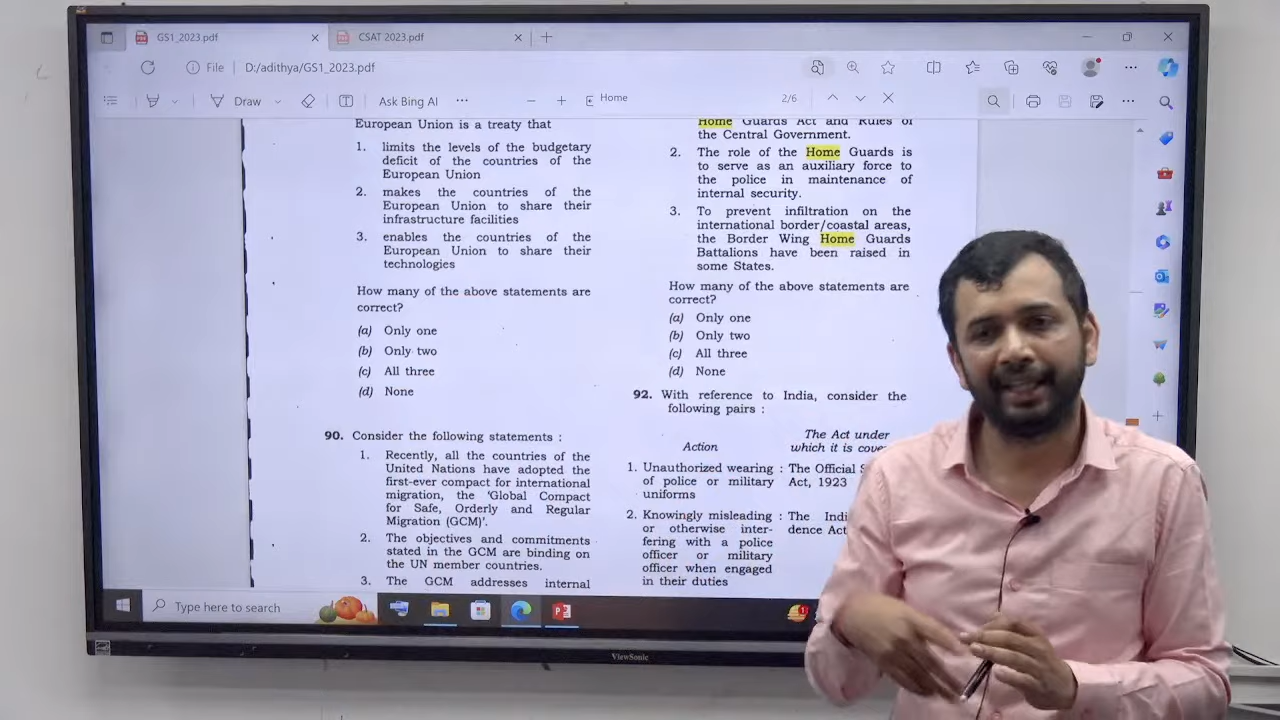 GS1_2023.pdf
CSAT 2023.pdf
File
D:/adithya/GS1_2023.pdf
Draw
Ask Bing AI
Home
2/6
European Union is a treaty that
1. limits the levels of the budgetary
deficit of the countries of the
European Union
2. makes the countries of the
European Union to share their
infrastructure facilities
3. enables the countries of the
European Union to share their
technologies
How many of the above statements are
correct?
(a) Only one
(b) Only two
(c) All three
(d) None
90. Consider the following statements :
1. Recently, all the countries of the
United Nations have adopted the
first-ever compact for international
migration, the 'Global Compact
for Safe, Orderly and Regular
Migration (GCM)'.
2. The objectives and commitments
stated in the GCM are binding on
the UN member countries.
3. The GCM addresses internal
Home Guards Act and Rules of
the Central Government.
2. The role of the Home Guards is
to serve as an auxiliary force to
the police in maintenance of
internal security.
3. To prevent infiltration on the
international border/coastal areas,
the Border Wing Home Guards
Battalions have been raised in
some States.
How many of the above statements are
correct?
(a) Only one
(b) Only two
(c) All three
(d) None
92. With reference to India, consider the
following pairs :
Action
The Act under
which it is
1. Unauthorized wearing : The Official
of police or military Act, 1923
uniforms
2. Knowingly misleading : The
or otherwise inter-
fering with a police
officer or military
officer when engaged
in their duties
Type here to search
ViewSonic